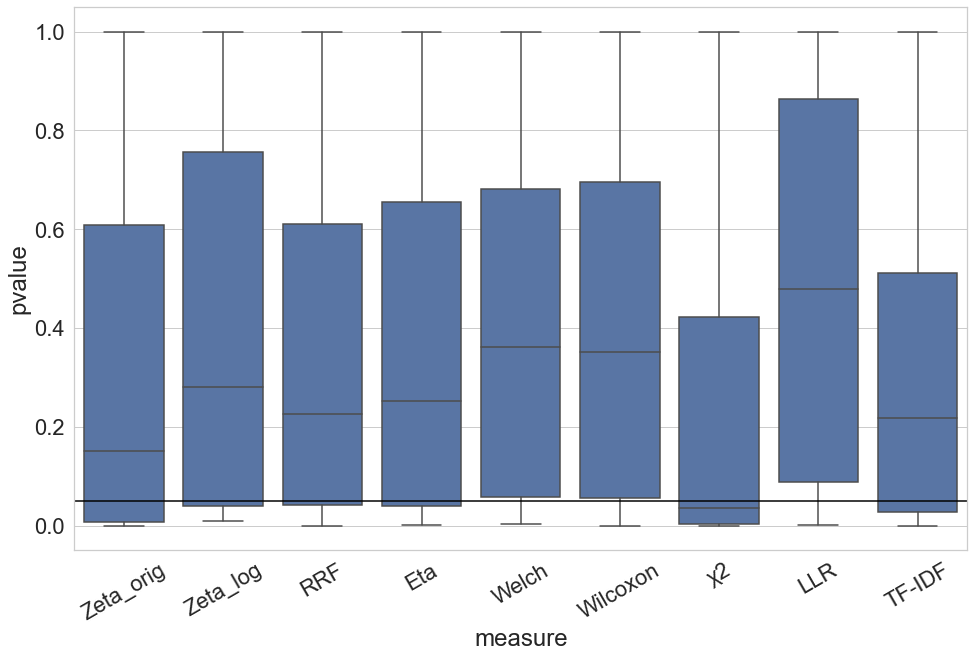 1.0
0.8
0.6
0.4
0.2
0.0
pvalue
Zeta_orig
Zeta_log
RRF
Eta
Welch
Wilcoxon
χ2
LLR
TF-IDF
measure